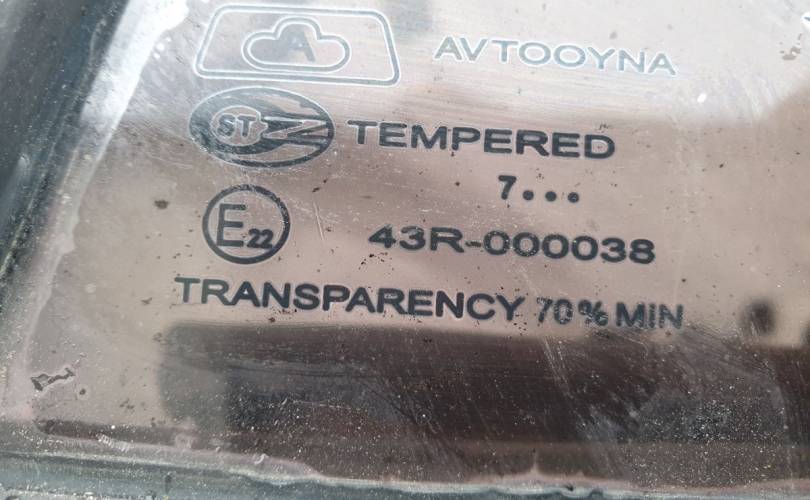 A AVTOOYNA
ST TEMPERED
7...
E22 43R-000038
TRANSPARENCY 70% MIN